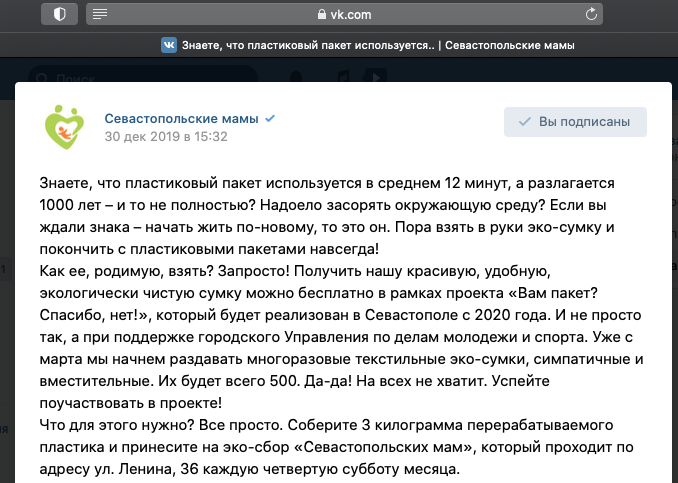 vk.com
Знаете, что пластиковый пакет используется.. | Севастопольские мамы
Поиск
Севастопольские мамы
30 дек 2019 в 15:32
Вы подписаны
Знаете, что пластиковый пакет используется в среднем 12 минут, а разлагается
1000 лет – и то не полностью? Надоело засорять окружающую среду? Если вы
ждали знака – начать жить по-новому, то это он. Пора взять в руки эко-сумку и
покончить с пластиковыми пакетами навсегда!
Как ее, родимую, взять? Запросто! Получить нашу красивую, удобную,
экологически чистую сумку можно бесплатно в рамках проекта «Вам пакет?
Спасибо, нет!», который будет реализован в Севастополе с 2020 года. И не просто
так, а при поддержке городского Управления по делам молодежи и спорта. Уже с
марта мы начнем раздавать многоразовые текстильные эко-сумки, симпатичные и
вместительные. Их будет всего 500. Да-да! На всех не хватит. Успейте
поучаствовать в проекте!
Что для этого нужно? Все просто. Соберите 3 килограмма перерабатываемого
пластика и принесите на эко-сбор «Севастопольских мам», который проходит по
адресу ул. Ленина, 36 каждую четвертую субботу месяца.